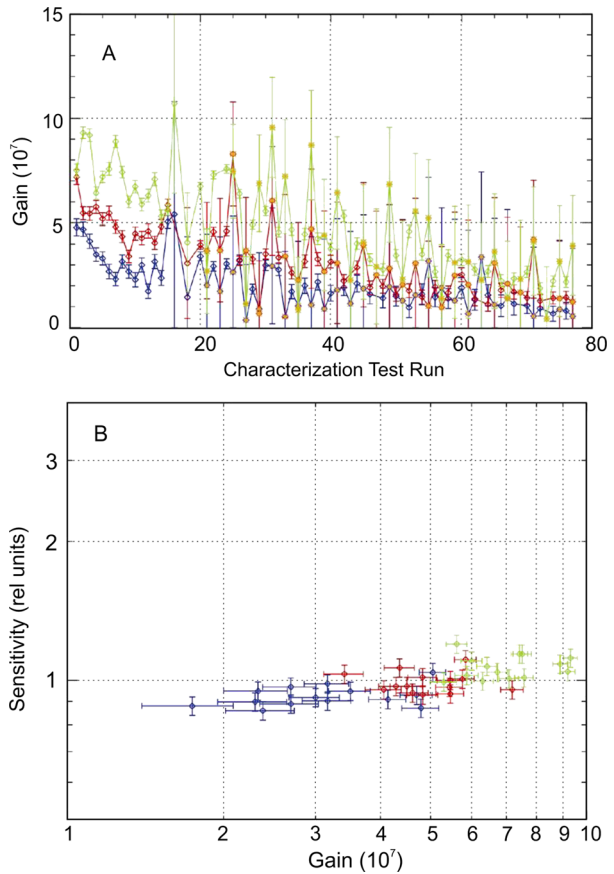 15
A
10
Gain (10⁷)
5
0
0 20 40 60 80
Characterization Test Run
B
3
2
Sensitivity (rel units)
1
1 2 3 4 5 6 7 8 9 10
Gain (10⁷)